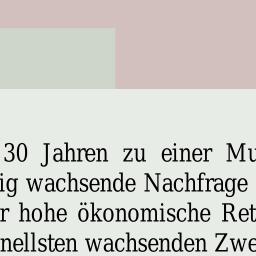 30 Jahren zu einer Mu
ig wachsende Nachfrage
r hohe ökonomische Ret
nellsten wachsenden Zwe